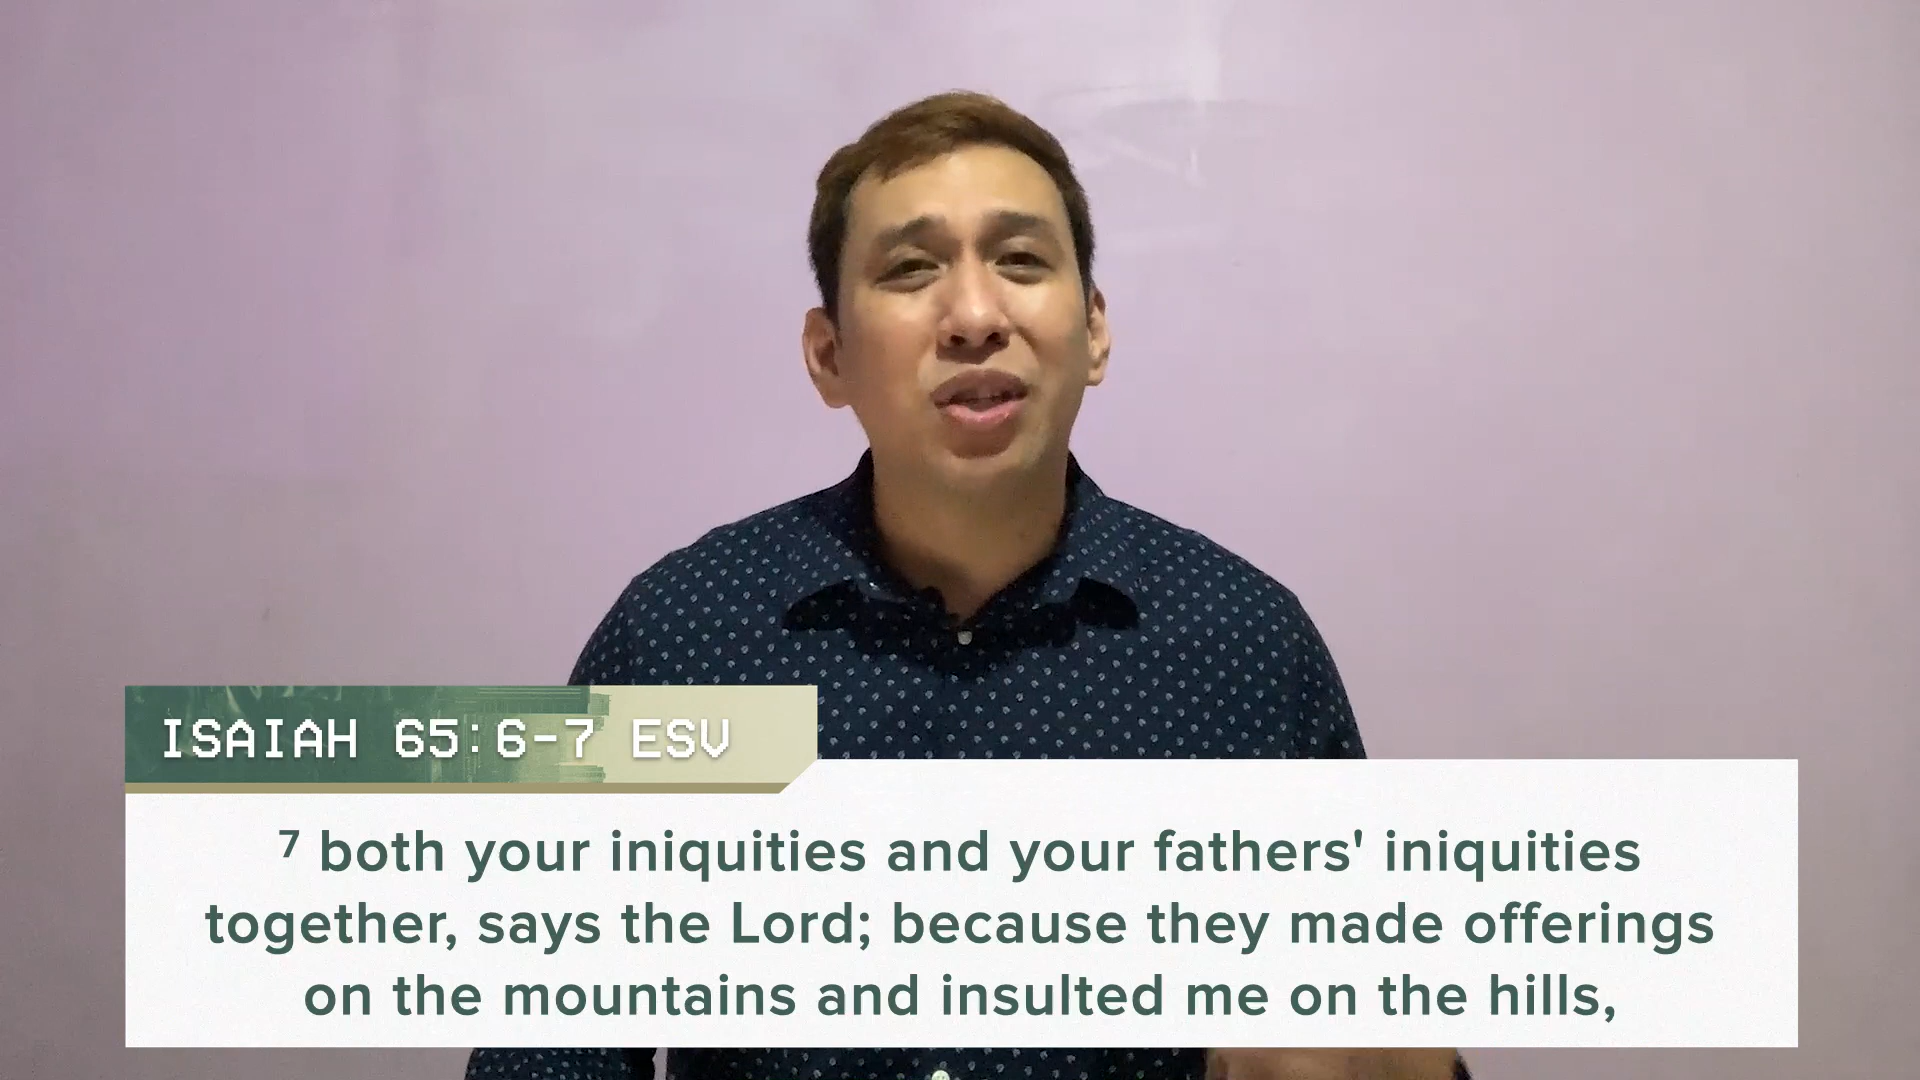 ISAIAH 65:6-7 ESV
⁷ both your iniquities and your fathers' iniquities
together, says the Lord; because they made offerings
on the mountains and insulted me on the hills,